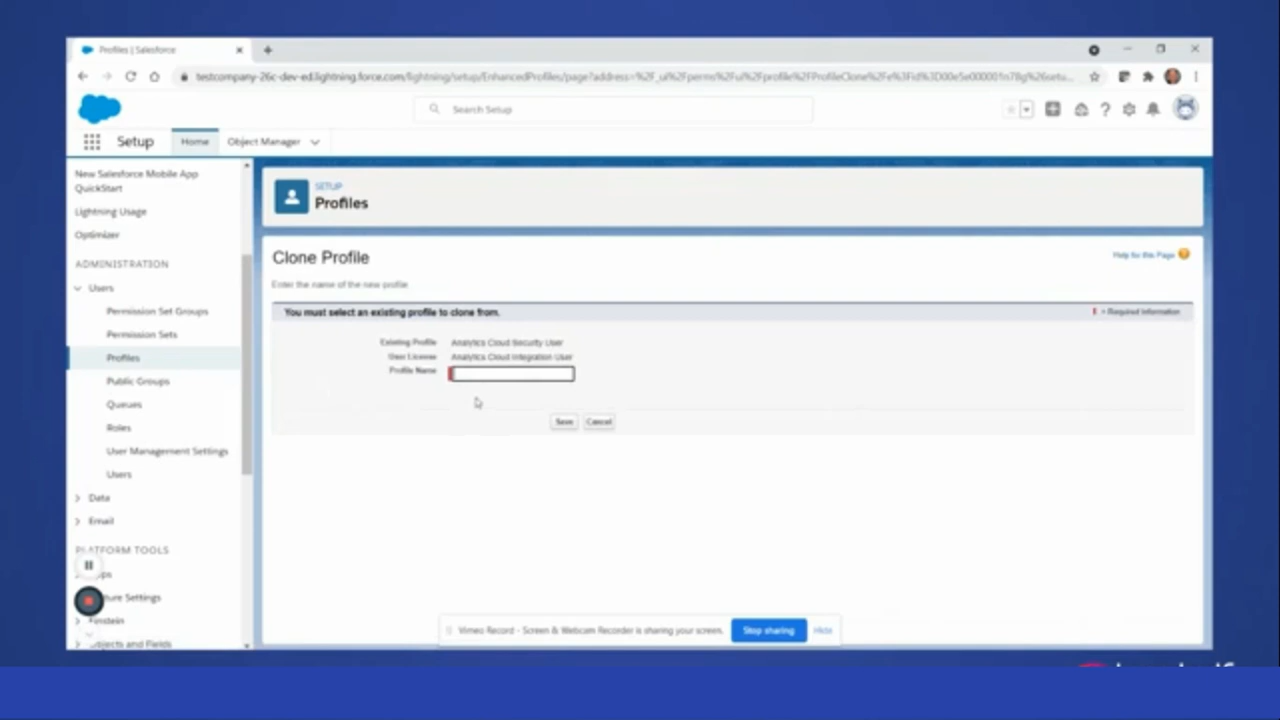 Profiles | Salesforce
testcompany-26c-dev-ed.lightning.force.com/lightning/setup/EnhancedProfiles/page?address=%2F_ui%2Fperms%2Fui%2Fprofile%2FProfileClone%2Fe%3Fid%3D00e5e000001n78g%26setu...
Search Setup
Setup
Home
Object Manager
New Salesforce Mobile App
QuickStart
Lightning Usage
Optimizer
ADMINISTRATION
Users
Permission Set Groups
Permission Sets
Profiles
Public Groups
Queues
Roles
User Management Settings
Users
Data
Email
PLATFORM TOOLS
Objects and Fields
SETUP
Profiles
Clone Profile
Help for this Page
Enter the name of the new profile.
You must select an existing profile to clone from.
= Required Information
Existing Profile Analytics Cloud Security User
User License Analytics Cloud Integration User
Profile Name
Save Cancel
Vimeo Record - Screen & Webcam Recorder is sharing your screen.
Stop sharing
Hide